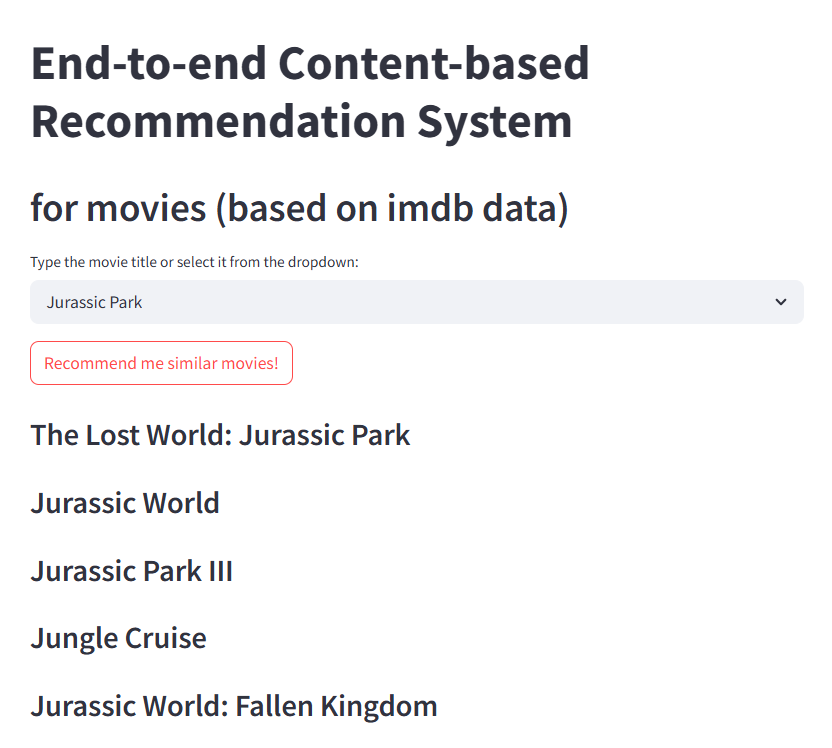 End-to-end Content-based
Recommendation System
for movies (based on imdb data)
Type the movie title or select it from the dropdown:
Jurassic Park
Recommend me similar movies!
The Lost World: Jurassic Park
Jurassic World
Jurassic Park III
Jungle Cruise
Jurassic World: Fallen Kingdom